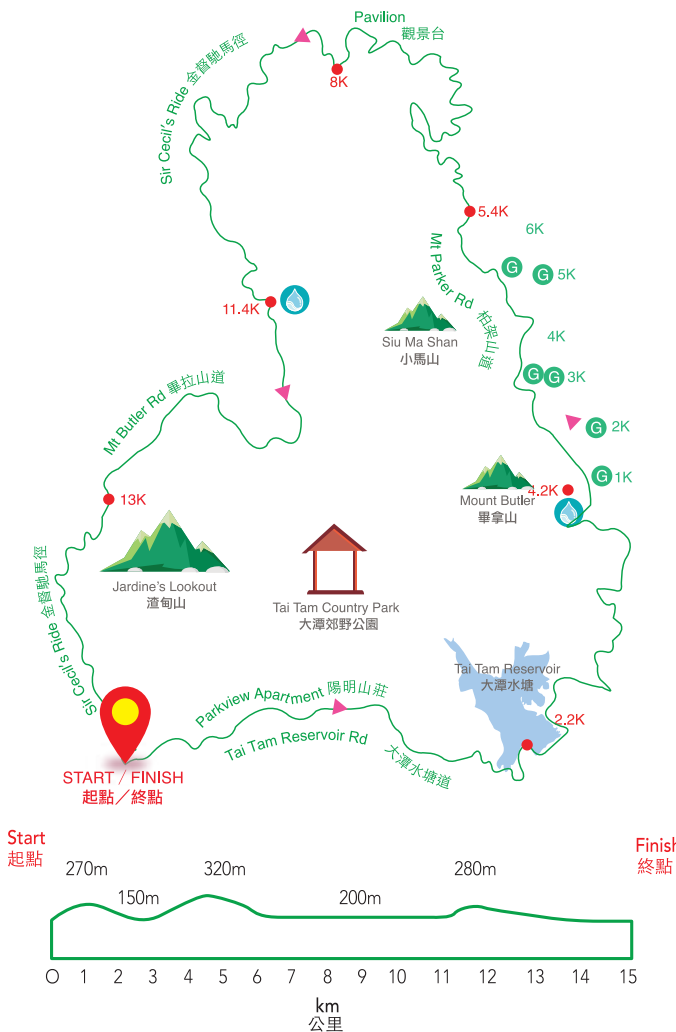 Pavilion
觀景台
8K
Sir Cecil's Ride 金督馳馬徑
5.4K
6K
G
G
5K
Mt Parker Rd 柏架山道
11.4K
Siu Ma Shan
小馬山
4K
G
G
3K
Mt Butler Rd 畢拉山道
G
2K
G
1K
4.2K
Mount Butler
畢拿山
13K
Jardine's Lookout
渣甸山
Tai Tam Country Park
大潭郊野公園
Sir Cecil's Ride 金督馳馬徑
Tai Tam Reservoir
大潭水塘
2.2K
Parkview Apartment 陽明山莊
Tai Tam Reservoir Rd 大潭水塘道
START / FINISH
起點／終點
Start
起點
Finish
終點
270m
320m
280m
150m
200m
0 1 2 3 4 5 6 7 8 9 10 11 12 13 14 15
km
公里